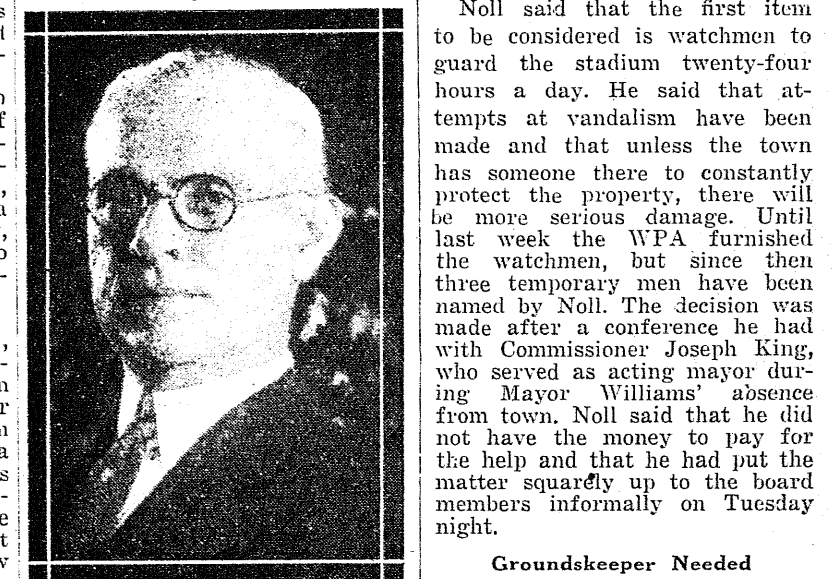 Noll said that the first item
to be considered is watchmen to
guard the stadium twenty-four
hours a day. He said that at-
tempts at vandalism have been
made and that unless the town
has someone there to constantly
protect the property, there will
be more serious damage. Until
last week the WPA furnished
the watchmen, but since then
three temporary men have been
named by Noll. The decision was
made after a conference he had
with Commissioner Joseph King,
who served as acting mayor dur-
ing Mayor Williams' absence
from town. Noll said that he did
not have the money to pay for
the help and that he had put the
matter squarely up to the board
members informally on Tuesday
night.
Groundskeeper Needed